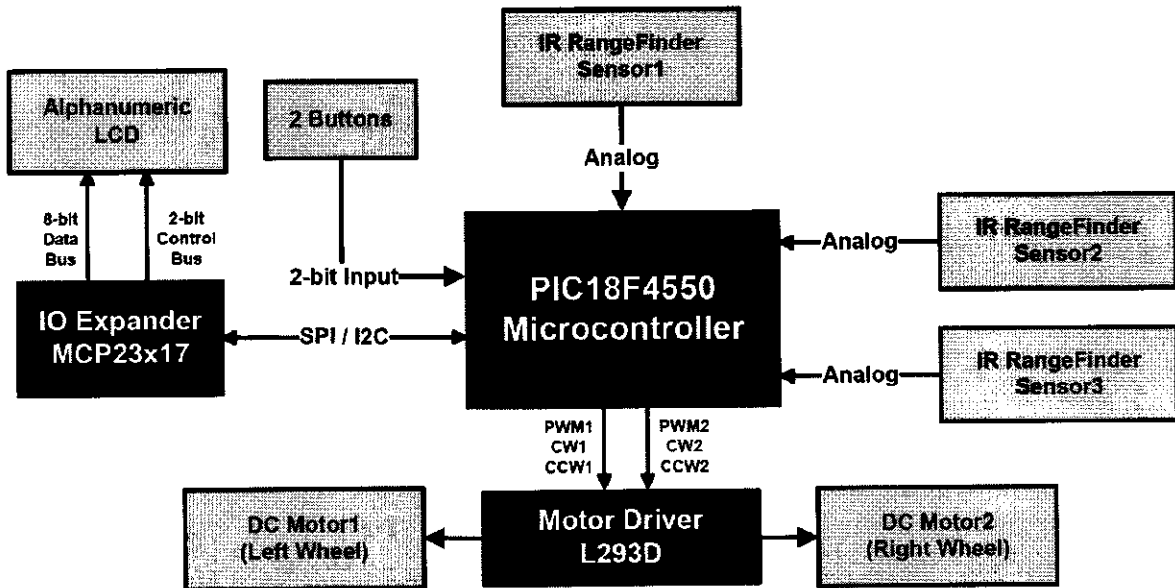 IR RangeFinder
Sensor1
Alphanumeric
LCD
2 Buttons
Analog
8-bit
Data
Bus
2-bit
Control
Bus
2-bit Input
PIC18F4550
Microcontroller
Analog
IR RangeFinder
Sensor2
IO Expander
MCP23x17
SPI / I2C
Analog
IR RangeFinder
Sensor3
PWM1
CW1
CCW1
PWM2
CW2
CCW2
DC Motor1
(Left Wheel)
Motor Driver
L293D
DC Motor2
(Right Wheel)